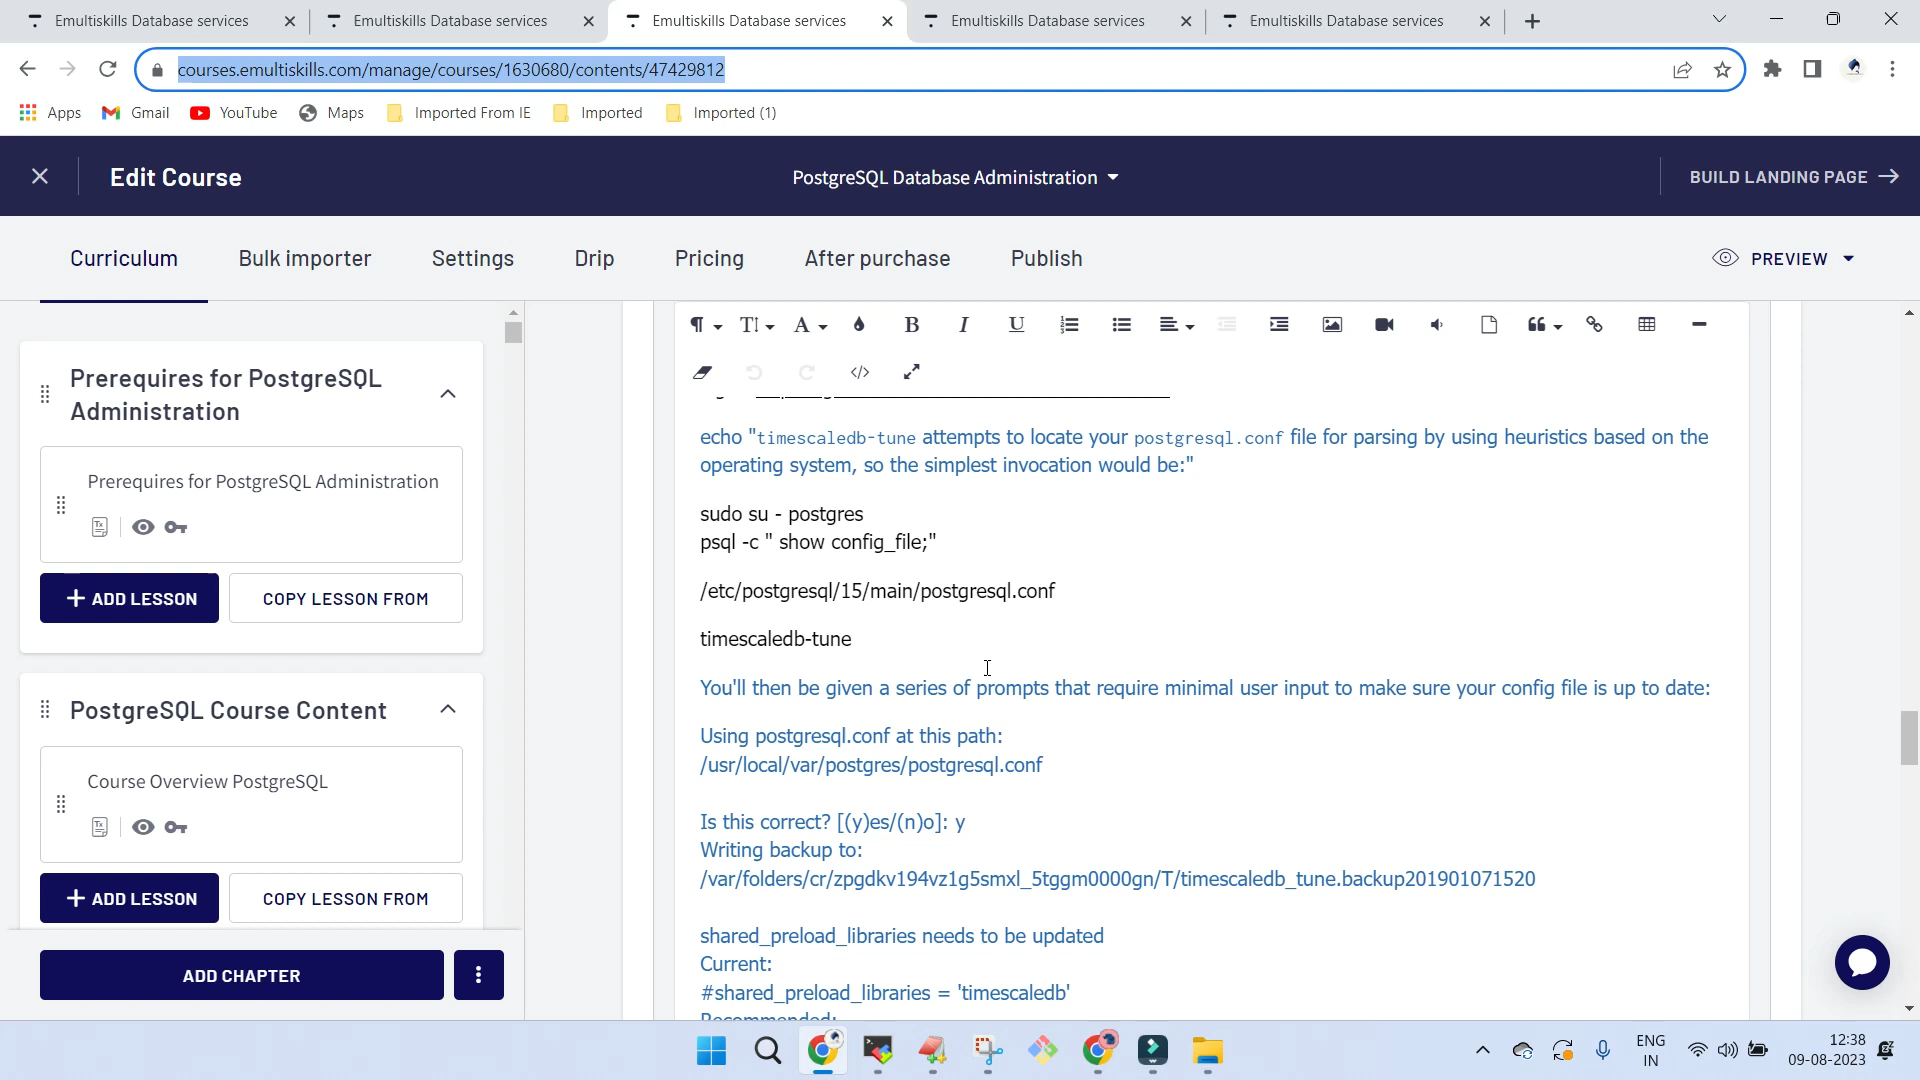 Emultiskills Database services
Emultiskills Database services
Emultiskills Database services
Emultiskills Database services
Emultiskills Database services
courses.emultiskills.com/manage/courses/1630680/contents/47429812
Apps
Gmail
YouTube
Maps
Imported From IE
Imported
Imported (1)
Edit Course
PostgreSQL Database Administration
BUILD LANDING PAGE
Curriculum
Bulk importer
Settings
Drip
Pricing
After purchase
Publish
PREVIEW
Prerequires for PostgreSQL
Administration
Prerequires for PostgreSQL Administration
+ ADD LESSON
COPY LESSON FROM
PostgreSQL Course Content
Course Overview PostgreSQL
+ ADD LESSON
COPY LESSON FROM
ADD CHAPTER
echo "timescaledb-tune attempts to locate your postgresql.conf file for parsing by using heuristics based on the
operating system, so the simplest invocation would be:"
sudo su - postgres
psql -c " show config_file;"
/etc/postgresql/15/main/postgresql.conf
timescaledb-tune
You'll then be given a series of prompts that require minimal user input to make sure your config file is up to date:
Using postgresql.conf at this path:
/usr/local/var/postgres/postgresql.conf
Is this correct? [(y)es/(n)o]: y
Writing backup to:
/var/folders/cr/zpgdkv194vz1g5smxl_5tggm0000gn/T/timescaledb_tune.backup201901071520
shared_preload_libraries needs to be updated
Current:
#shared_preload_libraries = 'timescaledb'
Recommended:
ENG
IN
12:38
09-08-2023